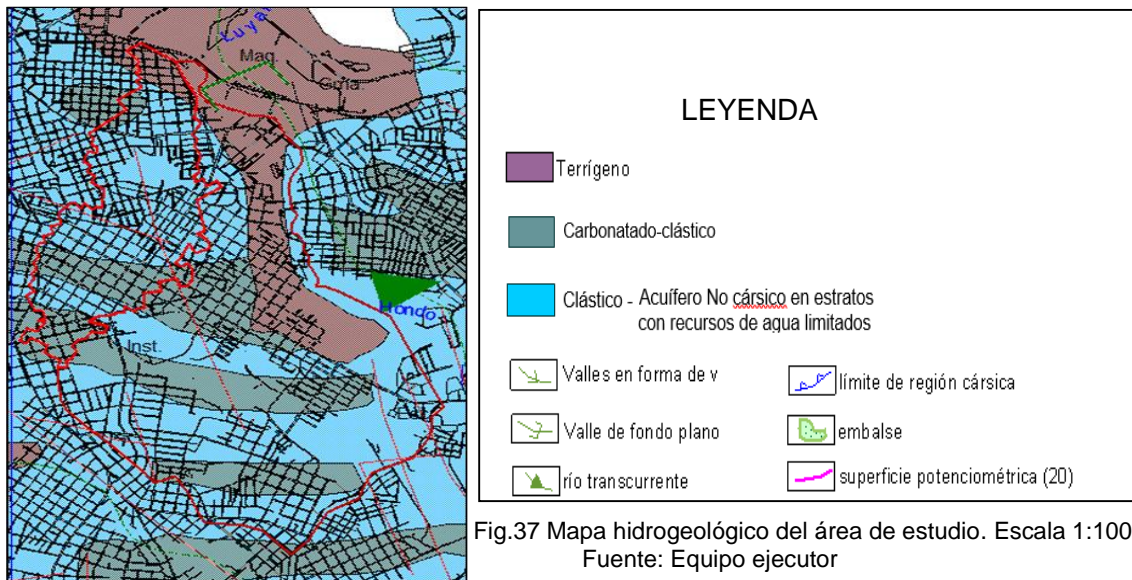 Luyan
Maq.
Cria.
Hondo
Inst.
LEYENDA
Terrígeno
Carbonatado-clástico
Clástico - Acuífero No cársico en estratos
con recursos de agua limitados
Valles en forma de v
límite de región cársica
Valle de fondo plano
embalse
río transcurrente
superficie potenciométrica (2D)
Fig.37 Mapa hidrogeológico del área de estudio. Escala 1:100
Fuente: Equipo ejecutor